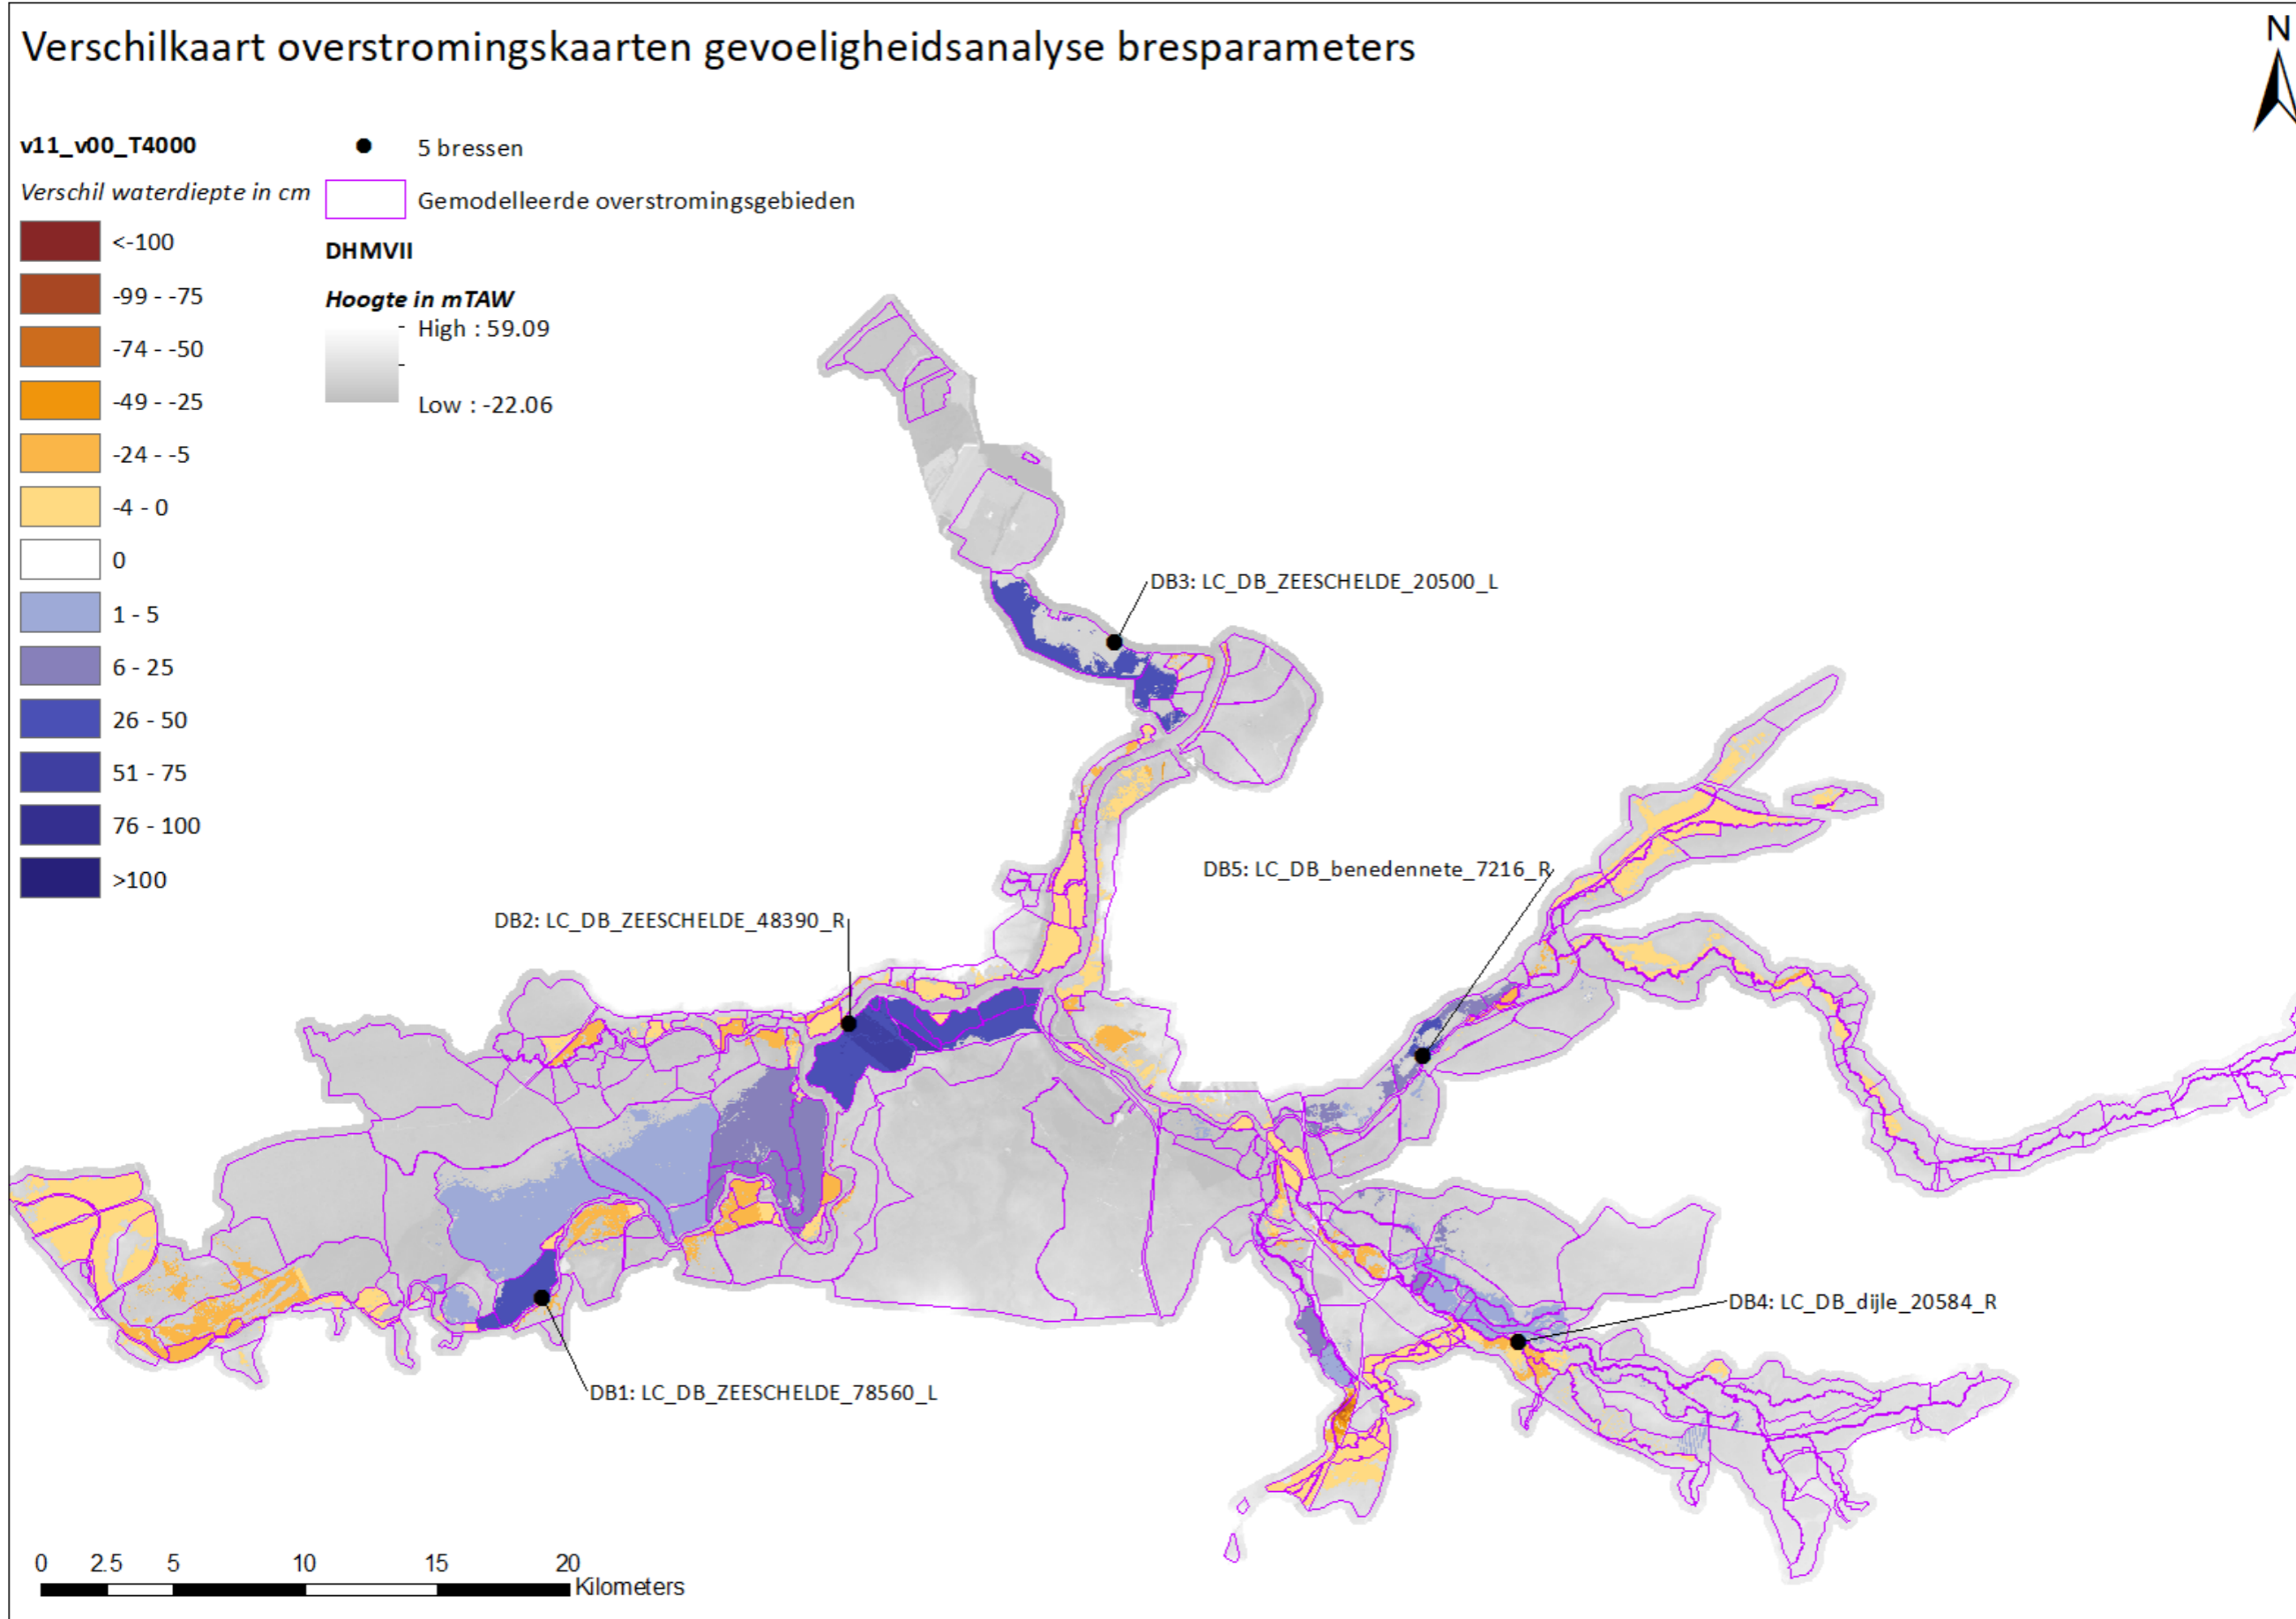 Verschilkaart overstromingskaarten gevoeligheidsanalyse bresparameters
N
v11_v00_T4000
Verschil waterdiepte in cm
<-100
-99 - -75
-74 - -50
-49 - -25
-24 - -5
-4 - 0
0
1 - 5
6 - 25
26 - 50
51 - 75
76 - 100
>100
5 bressen
Gemodelleerde overstromingsgebieden
DHMVII
Hoogte in mTAW
High : 59.09
Low : -22.06
DB3: LC_DB_ZEESCHELDE_20500_L
DB5: LC_DB_benedennete_7216_R
DB2: LC_DB_ZEESCHELDE_48390_R
DB4: LC_DB_dijle_20584_R
DB1: LC_DB_ZEESCHELDE_78560_L
0 2.5 5 10 15 20
Kilometers